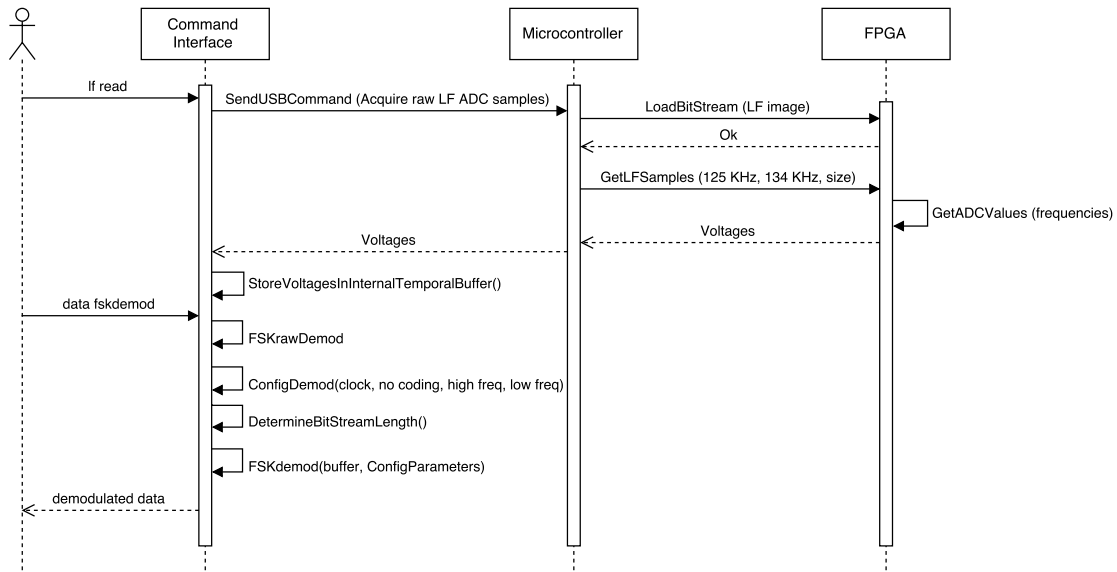 Command
Interface
Microcontroller
FPGA
lf read
SendUSBCommand (Acquire raw LF ADC samples)
LoadBitStream (LF image)
Ok
GetLFSamples (125 KHz, 134 KHz, size)
GetADCValues (frequencies)
Voltages
Voltages
StoreVoltagesInInternalTemporalBuffer()
data fskdemod
FSKrawDemod
ConfigDemod(clock, no coding, high freq, low freq)
DetermineBitStreamLength()
FSKdemod(buffer, ConfigParameters)
demodulated data